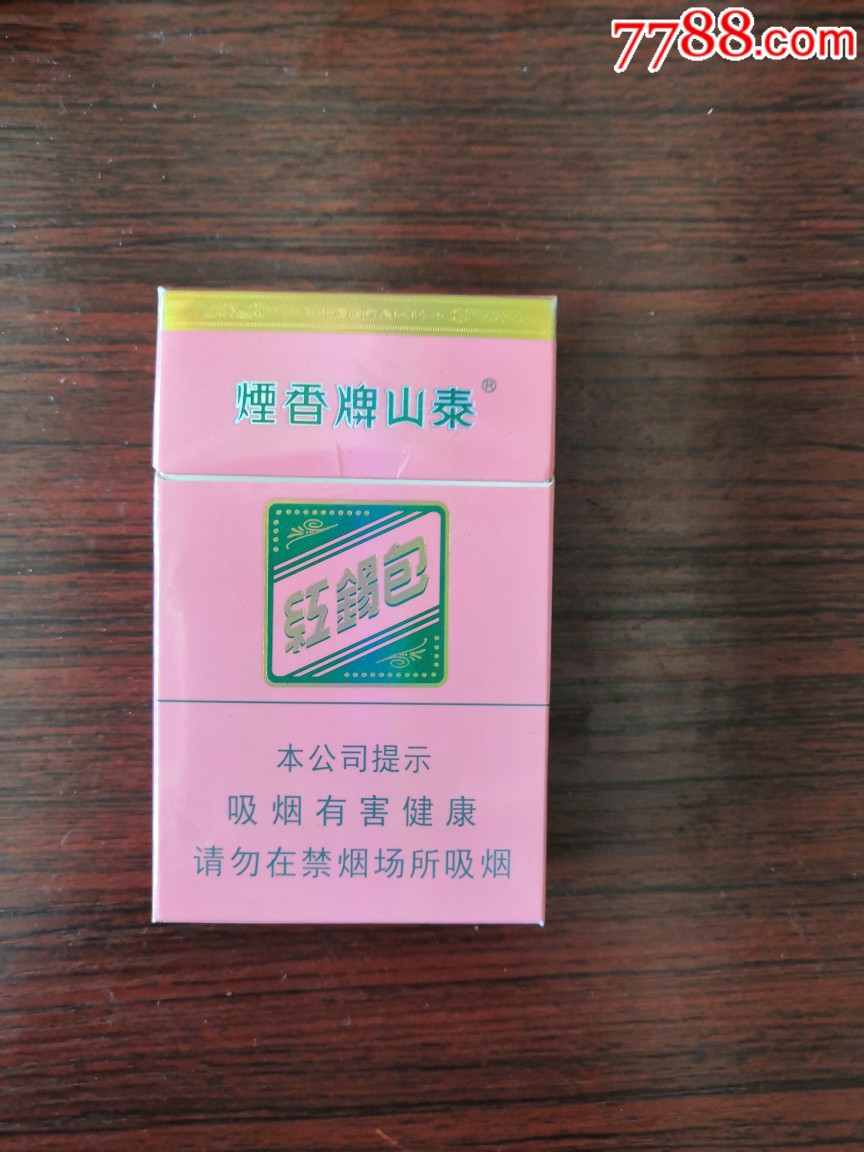 7788.com
泰山牌香煙®
紅錫包
本公司提示
吸烟有害健康
请勿在禁烟场所吸烟